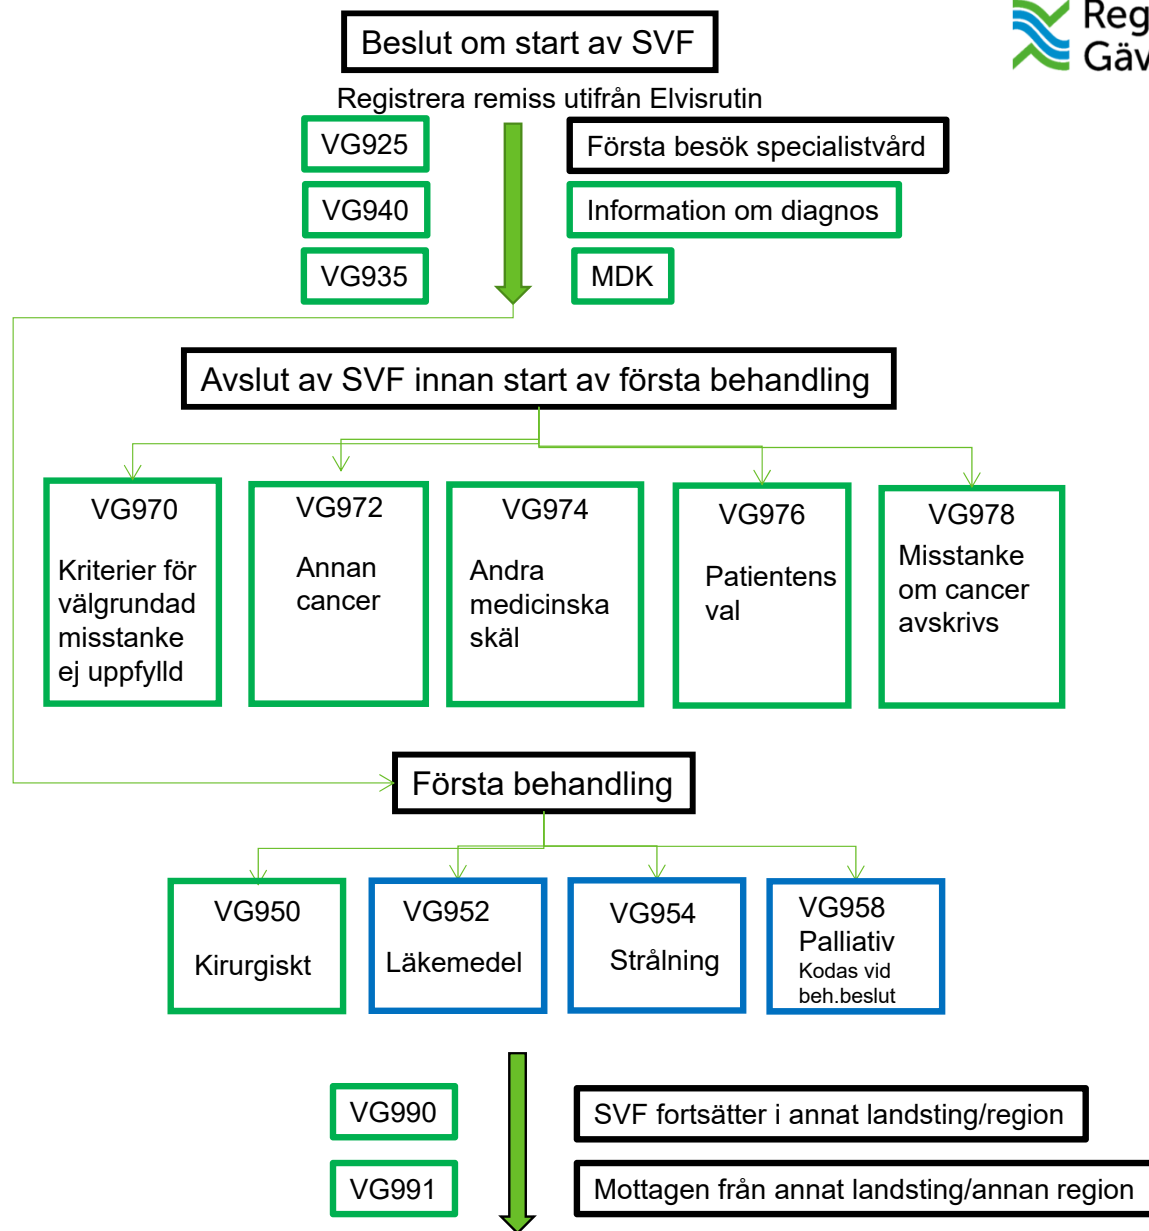 Reg
Gäv
Beslut om start av SVF
Registrera remiss utifrån Elvisrutin
VG925
Första besök specialistvård
VG940
Information om diagnos
VG935
MDK
Avslut av SVF innan start av första behandling
VG970
Kriterier för
välgrundad
misstanke
ej uppfylld
VG972
Annan
cancer
VG974
Andra
medicinska
skäl
VG976
Patientens
val
VG978
Misstanke
om cancer
avskrivs
Första behandling
VG950
Kirurgiskt
VG952
Läkemedel
VG954
Strålning
VG958
Palliativ
Kodas vid
beh.beslut
VG990
SVF fortsätter i annat landsting/region
VG991
Mottagen från annat landsting/annan region